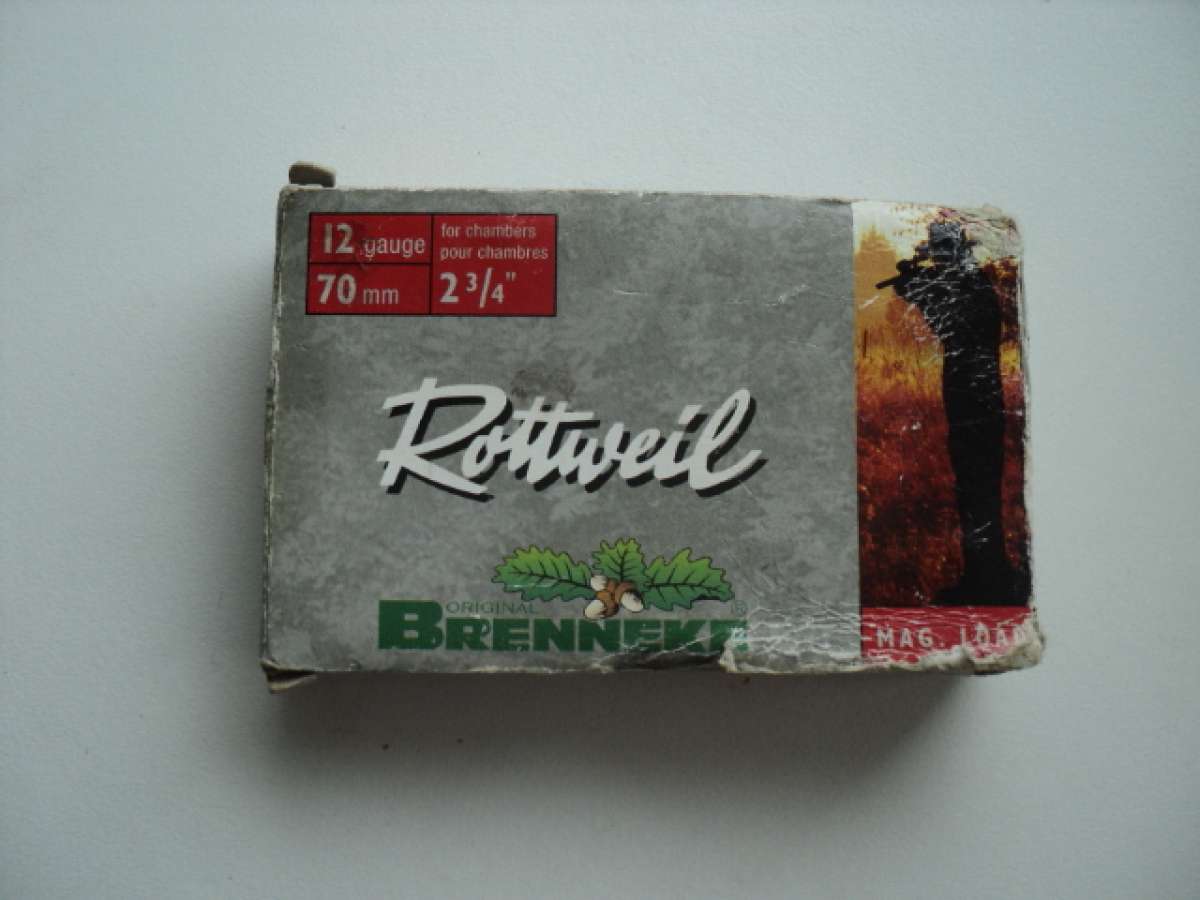 12 gauge
for chambers
pour chambres
70 mm
2 3/4"
Rottweil
ORIGINAL ®
BRENNEKE
MAG. LOAD